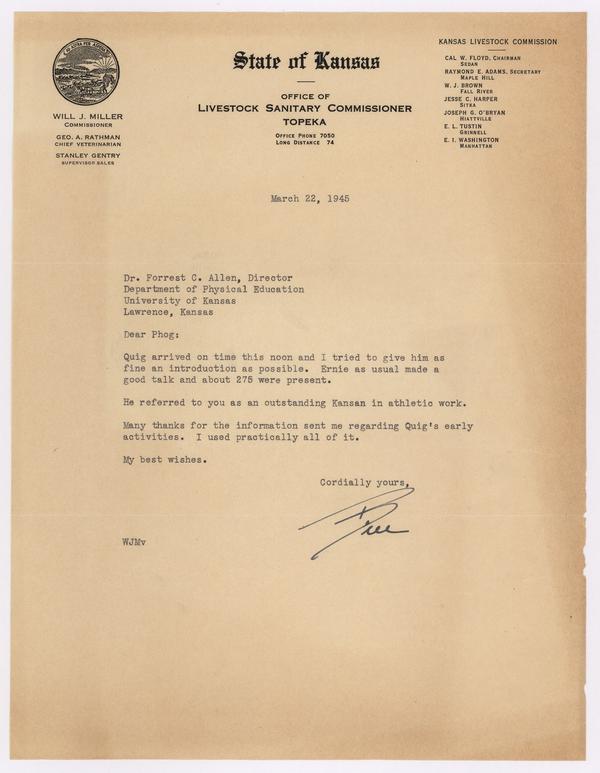 AD ASTRA PER ASPERA
WILL J. MILLER
COMMISSIONER
GEO. A. RATHMAN
CHIEF VETERINARIAN
STANLEY GENTRY
SUPERVISOR SALES
State of Kansas
OFFICE OF
LIVESTOCK SANITARY COMMISSIONER
TOPEKA
OFFICE PHONE 7050
LONG DISTANCE 74
KANSAS LIVESTOCK COMMISSION
CAL W. FLOYD, CHAIRMAN
SEDAN
RAYMOND E. ADAMS, SECRETARY
MAPLE HILL
W. J. BROWN
FALL RIVER
JESSE C. HARPER
SITKA
JOSEPH G. O'BRYAN
HIATTVILLE
E. L. TUSTIN
GRINNELL
E. I. WASHINGTON
MANHATTAN
March 22, 1945
Dr. Forrest C. Allen, Director
Department of Physical Education
University of Kansas
Lawrence, Kansas
Dear Phog:
Quig arrived on time this noon and I tried to give him as
fine an introduction as possible. Ernie as usual made a
good talk and about 275 were present.
He referred to you as an outstanding Kansan in athletic work.
Many thanks for the information sent me regarding Quig's early
activities. I used practically all of it.
My best wishes.
Cordially yours,
Bill
WJMv